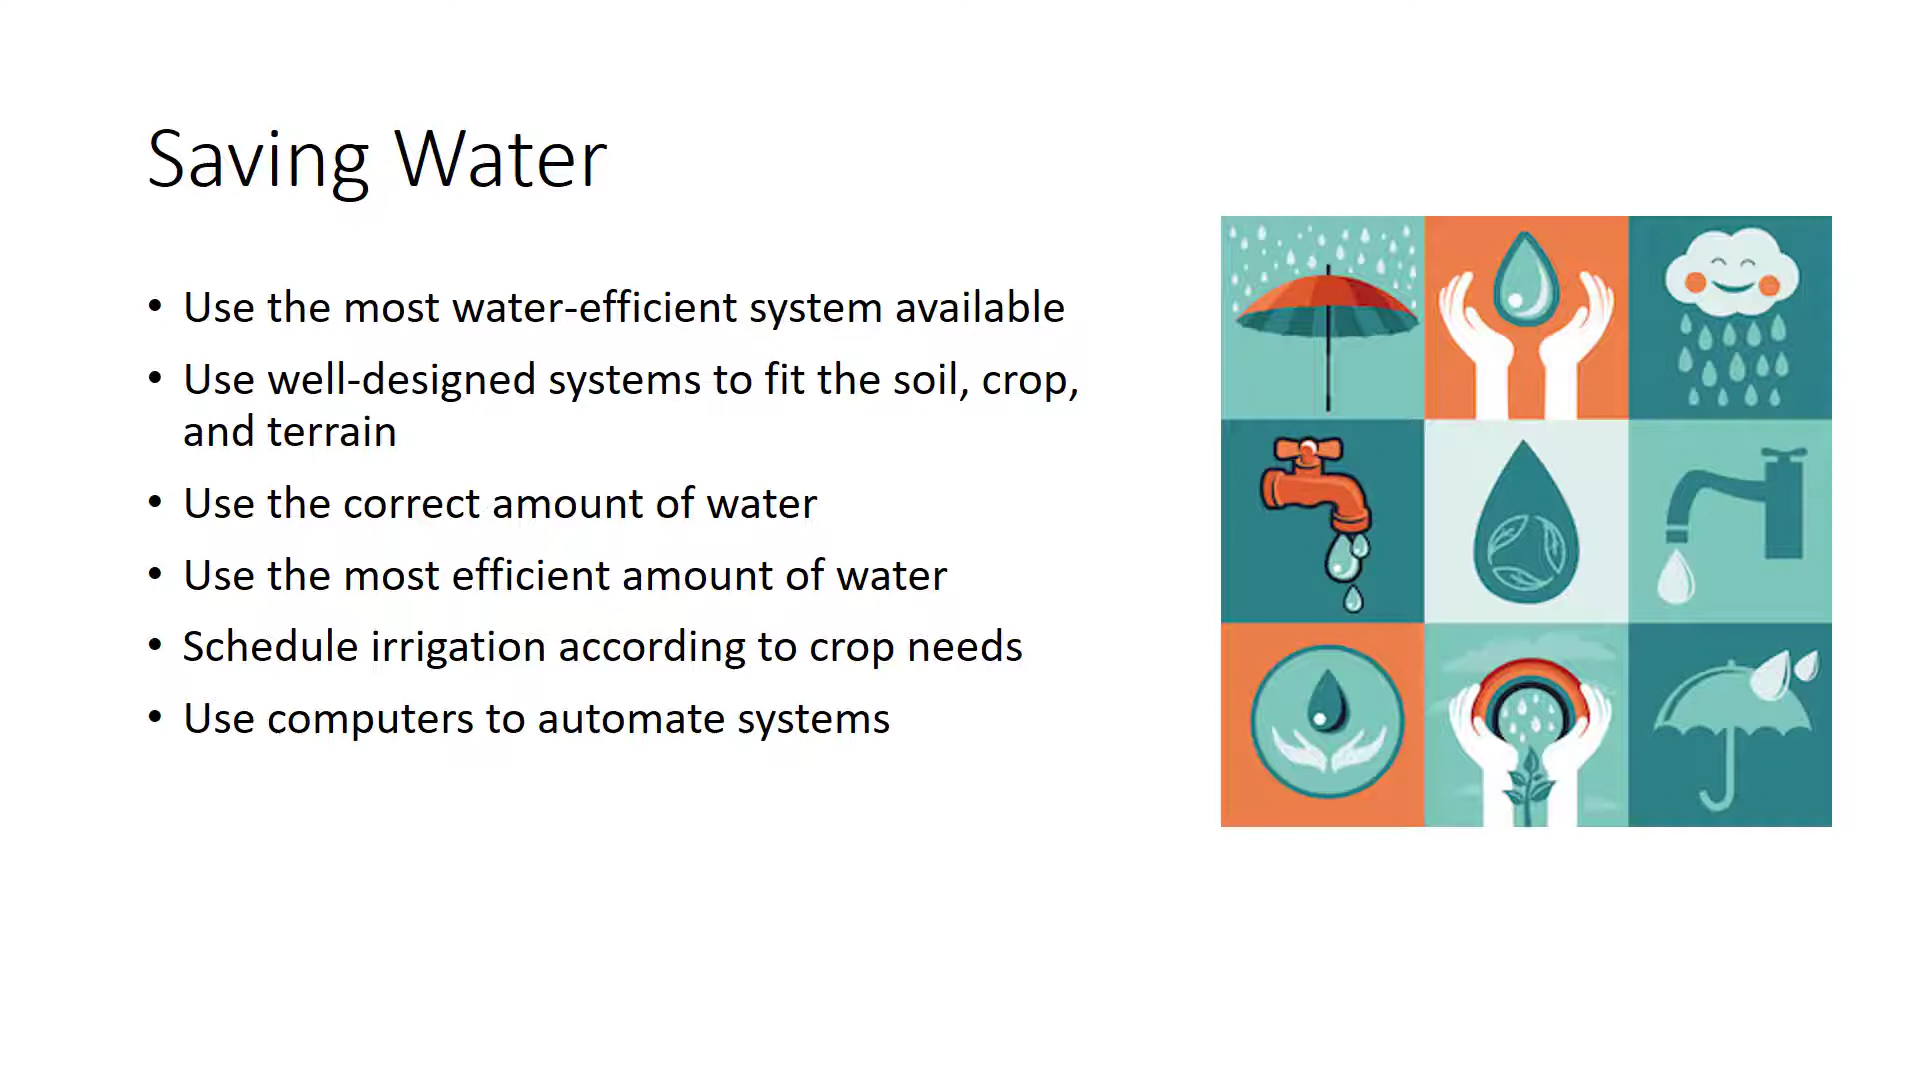 Saving Water
• Use the most water-efficient system available
• Use well-designed systems to fit the soil, crop,
and terrain
• Use the correct amount of water
• Use the most efficient amount of water
• Schedule irrigation according to crop needs
• Use computers to automate systems